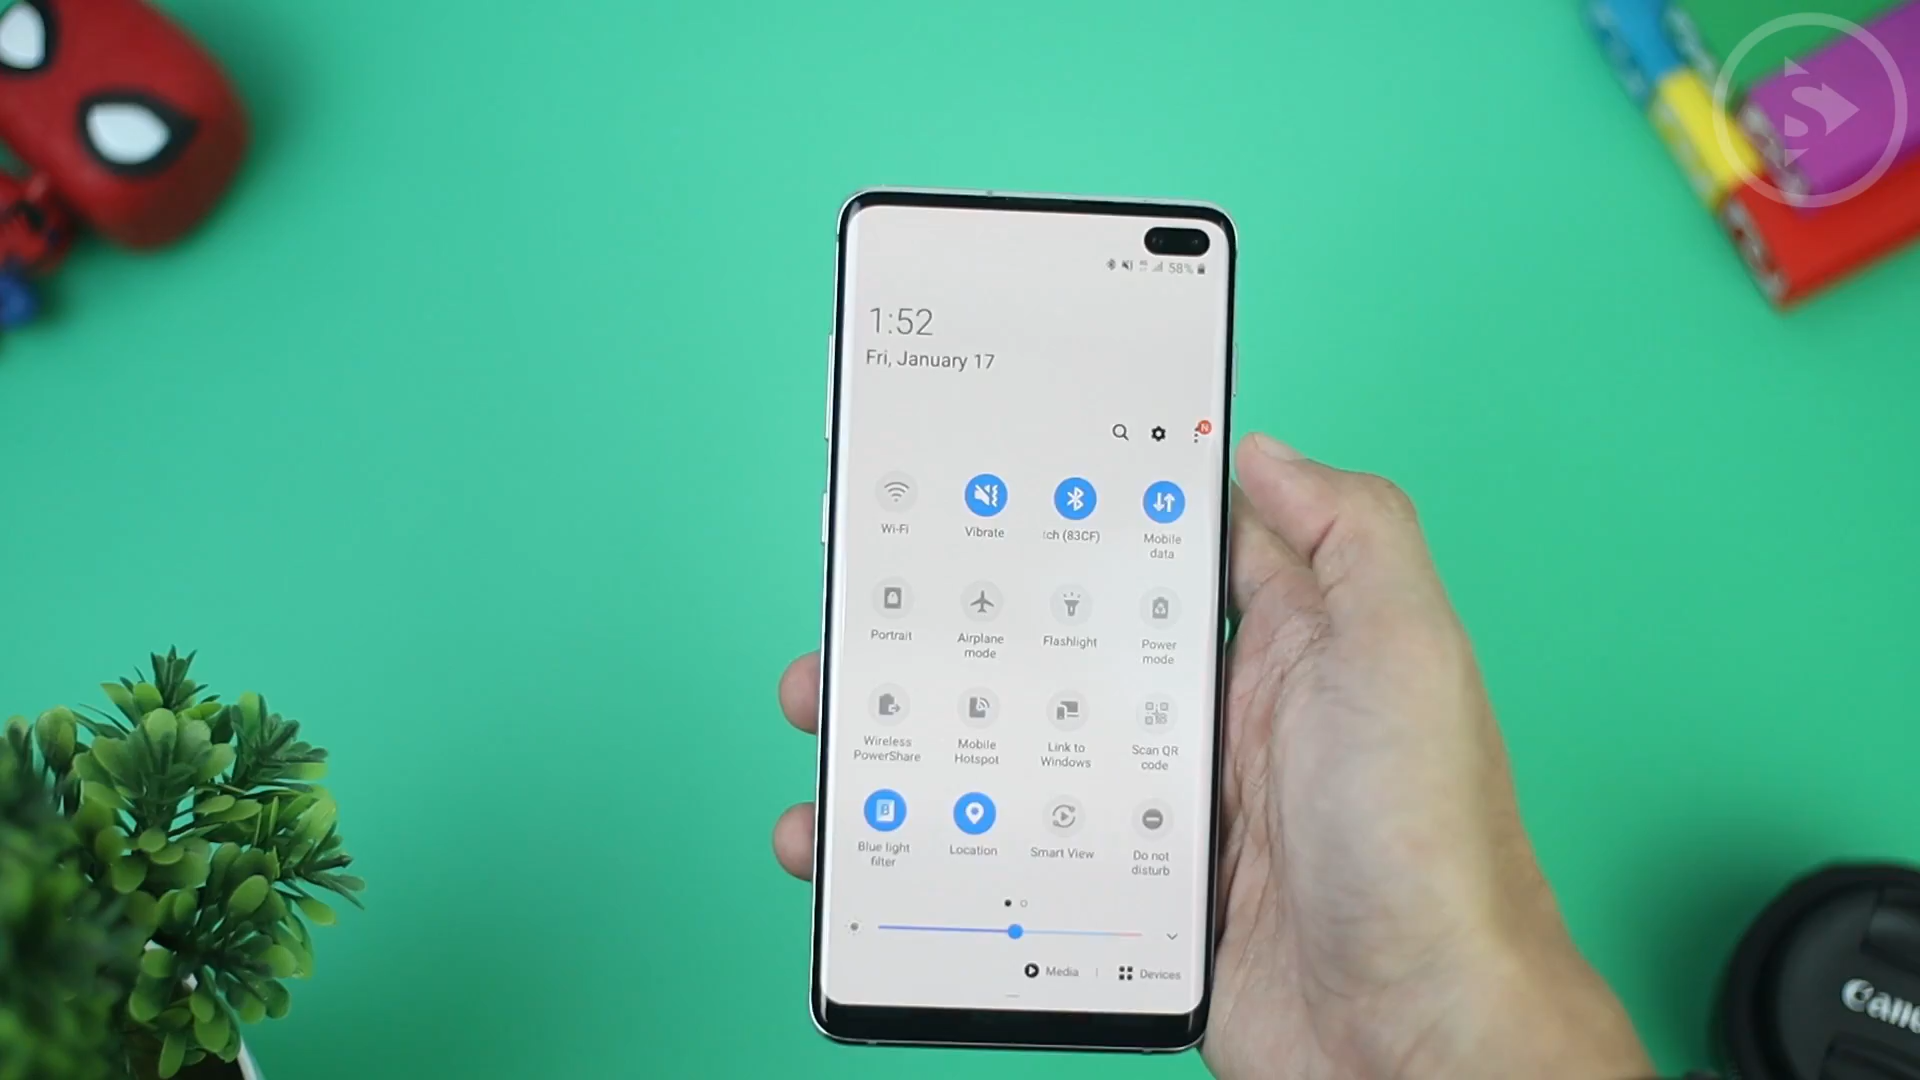 58%
1:52
Fri, January 17
N
Wi-Fi
Vibrate
ch (83CF)
Mobile
data
Portrait
Airplane
mode
Flashlight
Power
mode
Wireless
PowerShare
Mobile
Hotspot
Link to
Windows
Scan QR
code
Blue light
filter
Location
Smart View
Do not
disturb
Media
Devices
Can
S